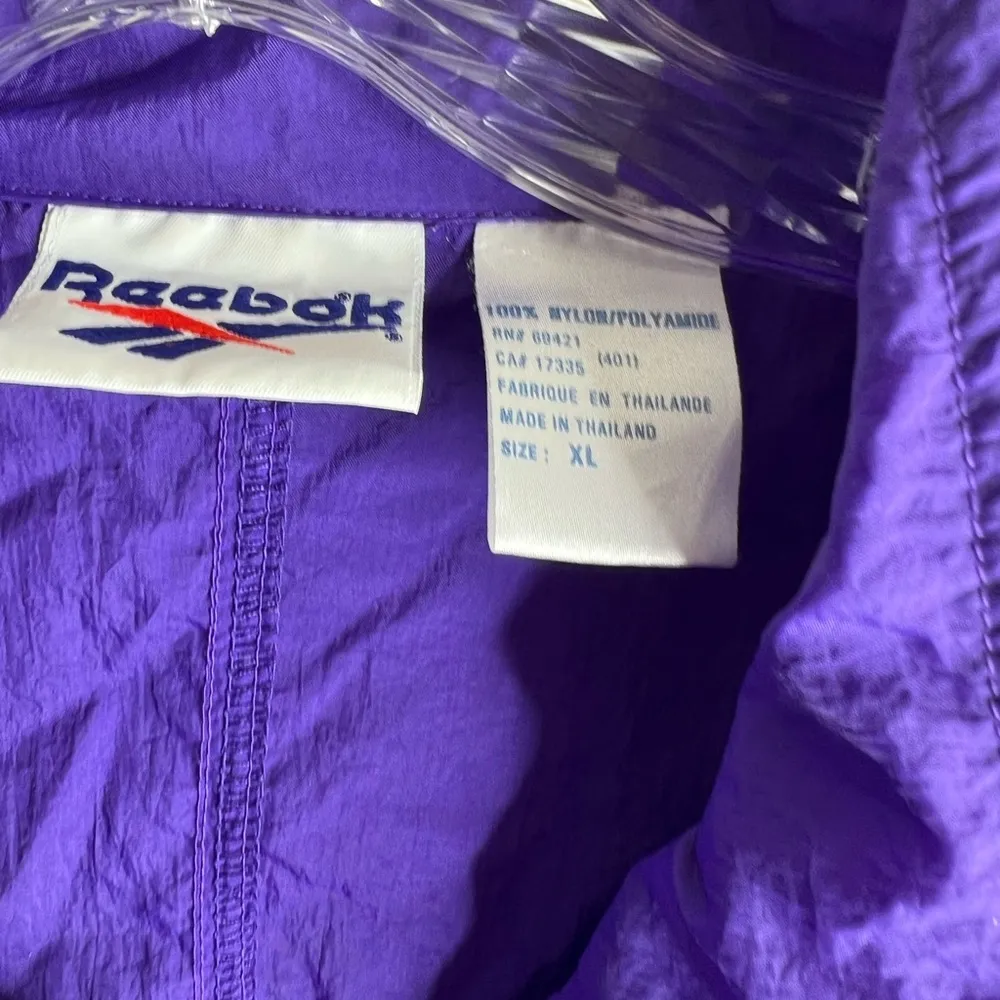 Reebok
100% NYLON/POLYAMIDE
RN# 69421
CA# 17335 (401)
FABRIQUE EN THAILANDE
MADE IN THAILAND
SIZE: XL